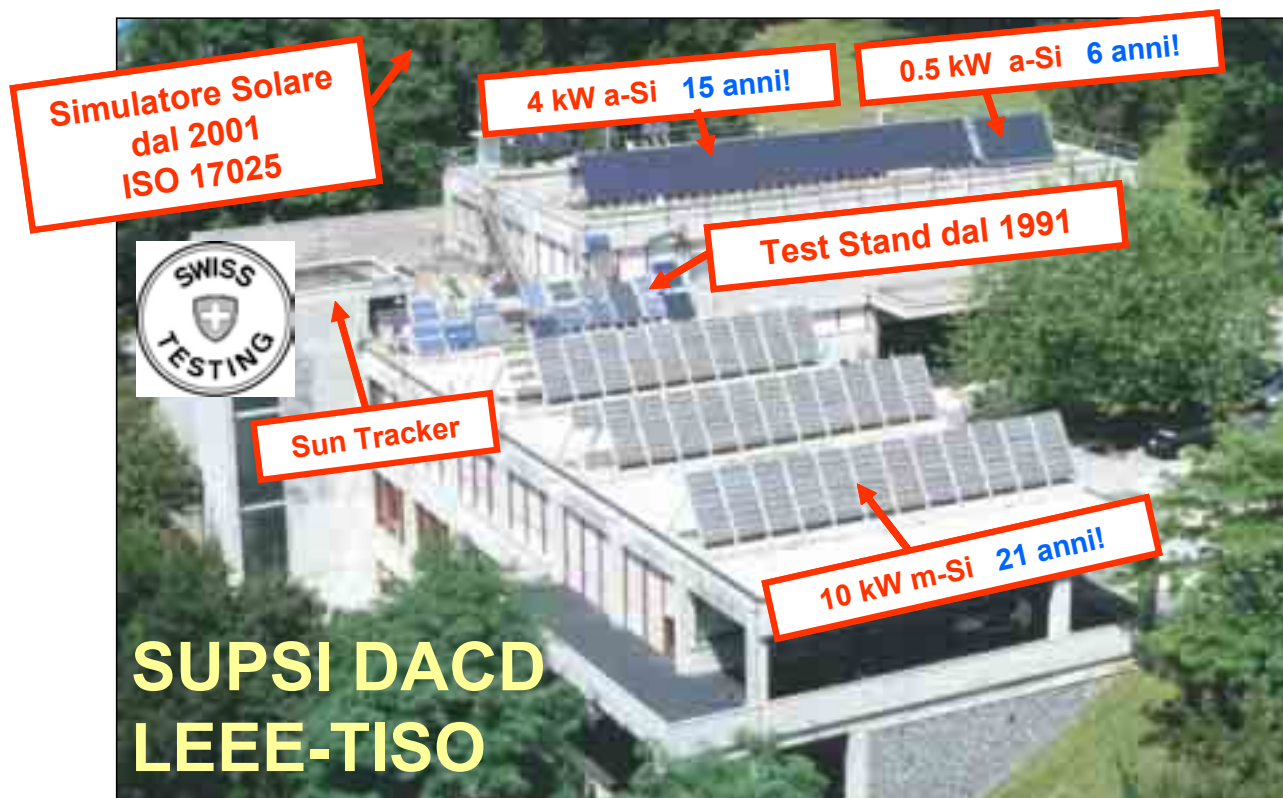 Simulatore Solare
dal 2001
ISO 17025
4 kW a-Si 15 anni!
0.5 kW a-Si 6 anni!
Test Stand dal 1991
SWISS
TESTING
Sun Tracker
10 kW m-Si 21 anni!
SUPSI DACD
LEEE-TISO